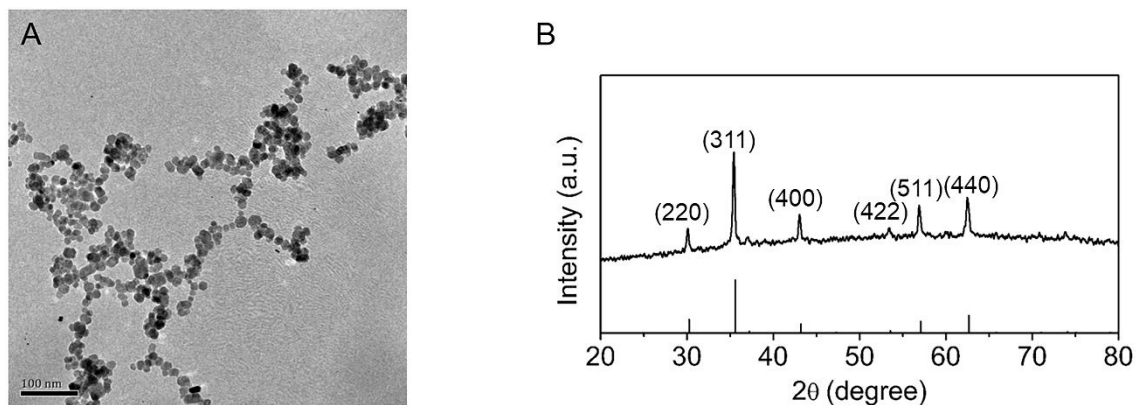 A
100 nm
B
(311)
(220)
(400)
(422)
(511)
(440)
Intensity (a.u.)
20
30
40
50
60
70
80
2θ (degree)